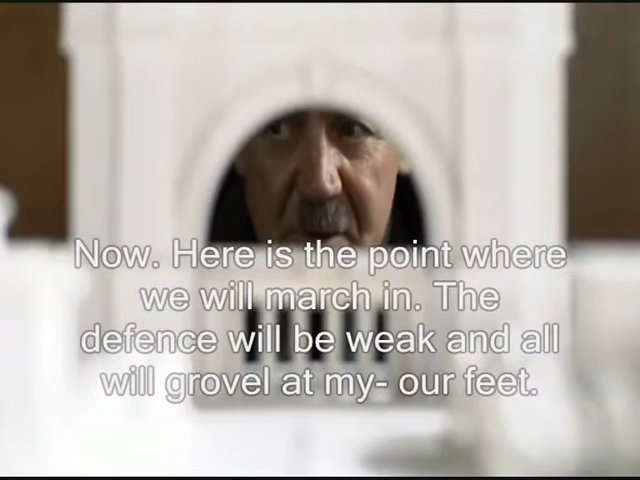 Now. Here is the point where
we will march in. The
defence will be weak and all
will grovel at my- our feet.